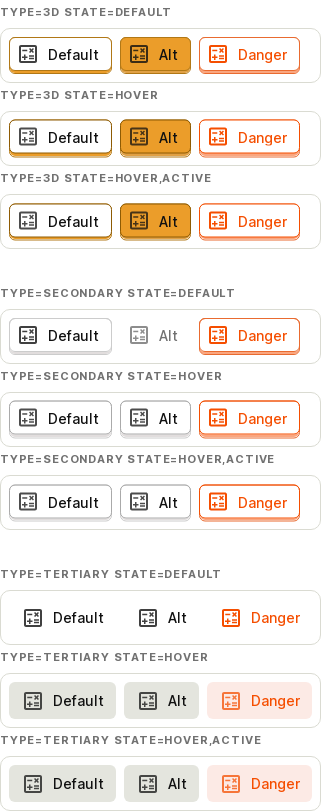 TYPE=3D STATE=DEFAULT
Default Alt Danger
TYPE=3D STATE=HOVER
Default Alt Danger
TYPE=3D STATE=HOVER,ACTIVE
Default Alt Danger
TYPE=SECONDARY STATE=DEFAULT
Default Alt Danger
TYPE=SECONDARY STATE=HOVER
Default Alt Danger
TYPE=SECONDARY STATE=HOVER,ACTIVE
Default Alt Danger
TYPE=TERTIARY STATE=DEFAULT
Default Alt Danger
TYPE=TERTIARY STATE=HOVER
Default Alt Danger
TYPE=TERTIARY STATE=HOVER,ACTIVE
Default Alt Danger